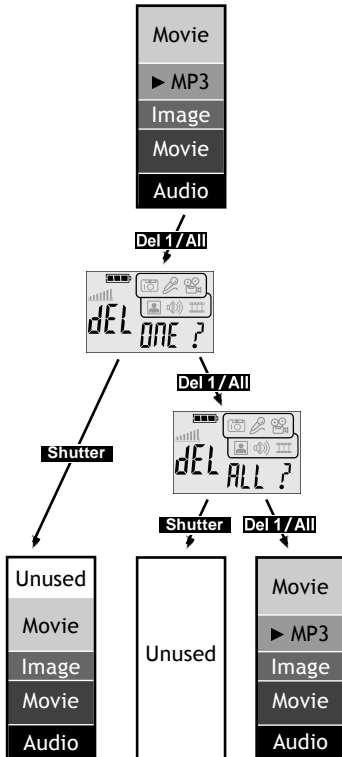 Movie
► MP3
Image
Movie
Audio
Del 1/All
dEL ONE ?
Del 1/All
Shutter
dEL ALL ?
Shutter Del 1/All
Unused
Movie
Image
Movie
Audio
Unused
Movie
► MP3
Image
Movie
Audio